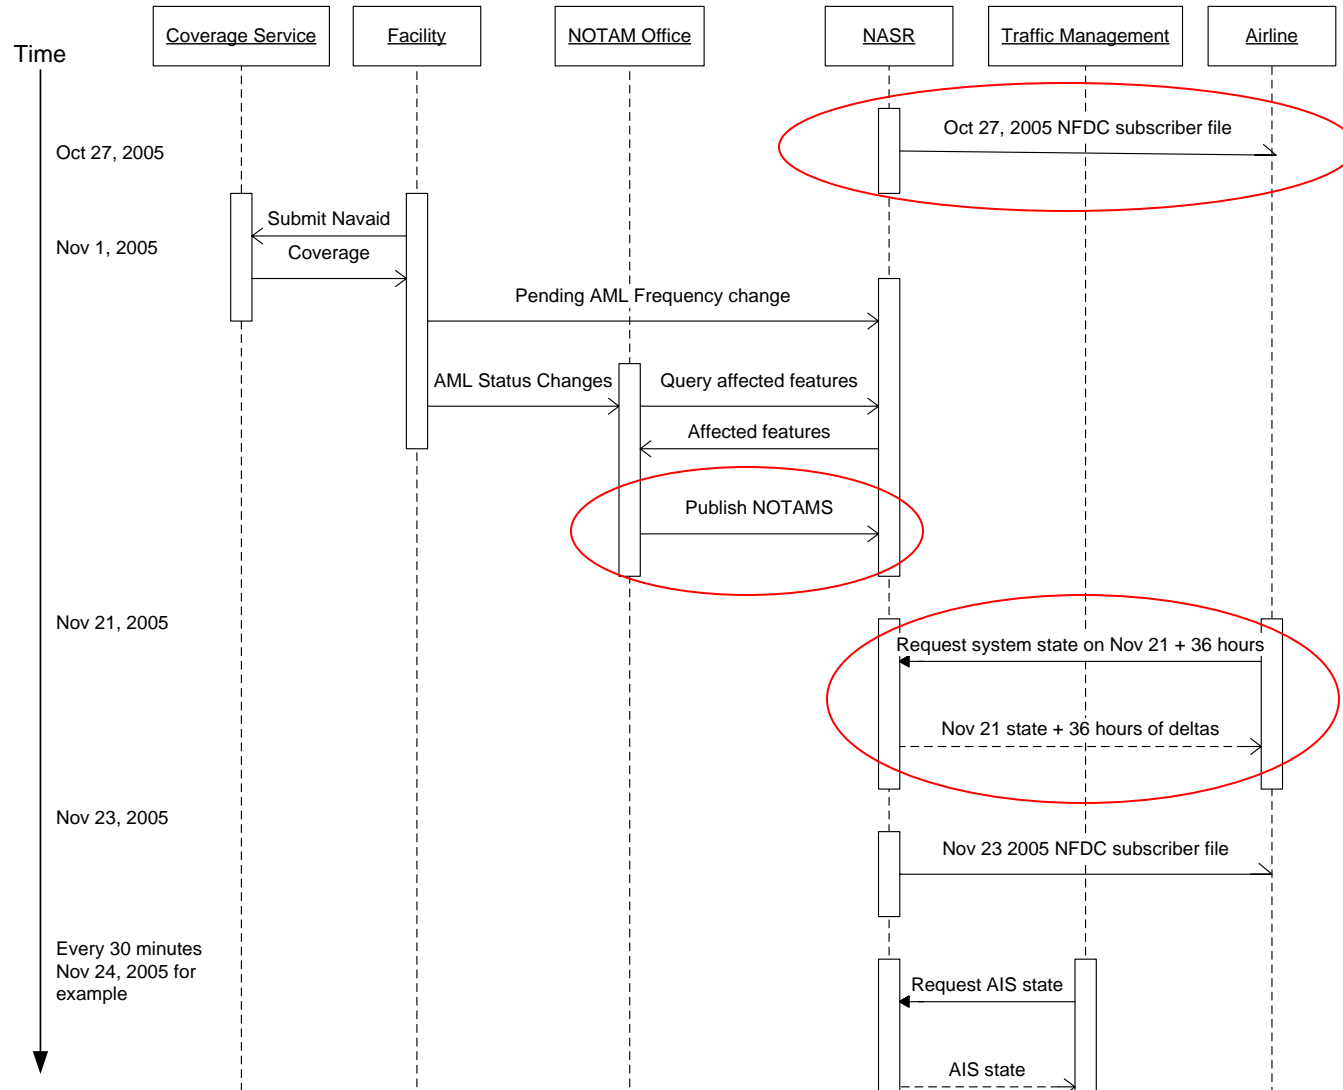 Coverage Service
Facility
NOTAM Office
NASR
Traffic Management
Airline
Time
Oct 27, 2005 NFDC subscriber file
Oct 27, 2005
Submit Navaid
Nov 1, 2005
Coverage
Pending AML Frequency change
AML Status Changes
Query affected features
Affected features
Publish NOTAMS
Nov 21, 2005
Request system state on Nov 21 + 36 hours
Nov 21 state + 36 hours of deltas
Nov 23, 2005
Nov 23 2005 NFDC subscriber file
Every 30 minutes
Nov 24, 2005 for
example
Request AIS state
AIS state